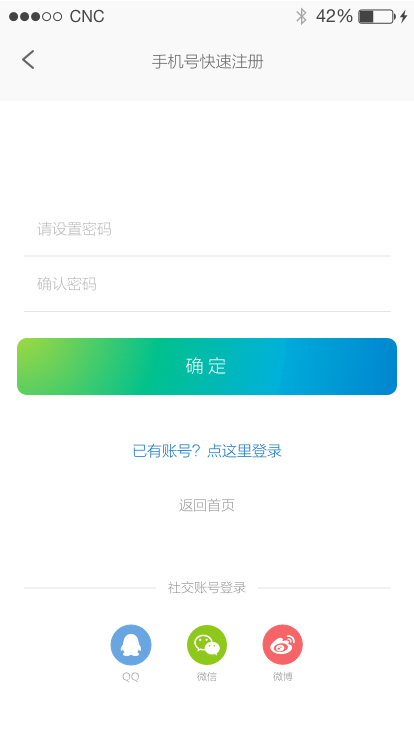 CNC 42%
手机号快速注册
请设置密码
确认密码
确定
已有账号？点这里登录
返回首页
社交账号登录
QQ 微信 微博